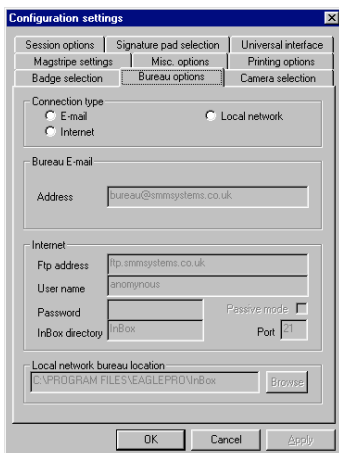 Configuration settings
Session options Signature pad selection Universal interface
Magstripe settings Misc. options Printing options
Badge selection Bureau options Camera selection
Connection type
E-mail Local network
Internet
Bureau E-mail
Address bureau@smmsystems.co.uk
Internet
Ftp address ftp.smmsystems.co.uk
User name anomynous
Password Passive mode
InBox directory InBox Port 21
Local network bureau location
C:\PROGRAM FILES\EAGLEPRO\InBox Browse
OK Cancel Apply